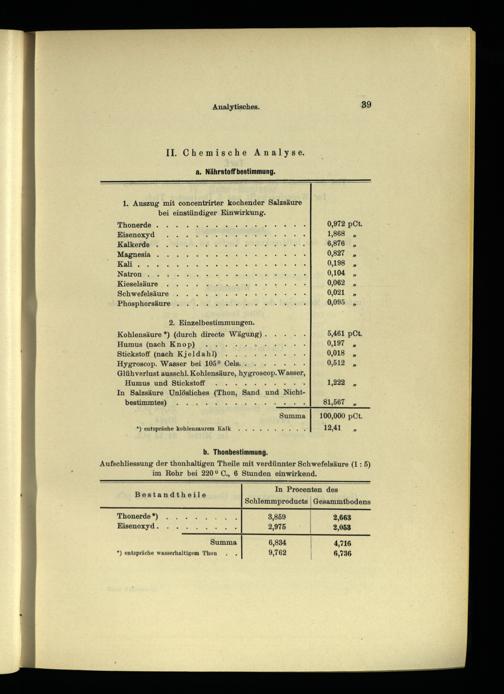 Analytisches. 39
II. Chemische Analyse.
a. Nährstoffbestimmung.
1. Auszug mit concentrirter kochender Salzsäure
bei einstündiger Einwirkung.
Thonerde . . . . . . . . . . . . . . . . 0,972 pCt.
Eisenoxyd . . . . . . . . . . . . . . . 1,868 „
Kalkerde . . . . . . . . . . . . . . . . 6,876 „
Magnesia . . . . . . . . . . . . . . . . 0,827 „
Kali . . . . . . . . . . . . . . . . . . 0,198 „
Natron . . . . . . . . . . . . . . . . . 0,104 „
Kieselsäure . . . . . . . . . . . . . . 0,062 „
Schwefelsäure . . . . . . . . . . . . . 0,021 „
Phosphorsäure . . . . . . . . . . . . . 0,095 „
2. Einzelbestimmungen.
Kohlensäure *) (durch directe Wägung) . . . . . 5,461 pCt.
Humus (nach Knop) . . . . . . . . . . . 0,197 „
Stickstoff (nach Kjeldahl) . . . . . . . . . 0,018 „
Hygroscop. Wasser bei 105° Cels. . . . . . . . 0,512 „
Glühverlust ausschl. Kohlensäure, hygroscop. Wasser,
Humus und Stickstoff . . . . . . . . . . 1,222 „
In Salzsäure Unlösliches (Thon, Sand und Nicht-
bestimmtes) . . . . . . . . . . . . . . 81,567 „
Summa 100,000 pCt.
*) entspräche kohlensaurem Kalk . . . . . . . . . . 12,41 „
b. Thonbestimmung.
Aufschliessung der thonhaltigen Theile mit verdünnter Schwefelsäure (1 : 5)
im Rohr bei 220° C., 6 Stunden einwirkend.
Bestandtheile In Procenten des
Schlemmproducts Gesammtbodens
Thonerde *) . . . . . . . . 3,859 2,663
Eisenoxyd . . . . . . . . . 2,975 2,053
Summa 6,834 4,716
*) entspräche wasserhaltigem Thon . . 9,762 6,736